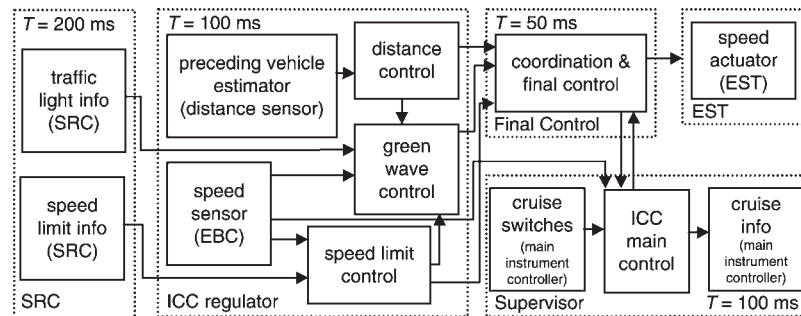 T = 200 ms
traffic
light info
(SRC)
speed
limit info
(SRC)
SRC
T = 100 ms
preceding vehicle
estimator
(distance sensor)
distance
control
green
wave
control
speed
sensor
(EBC)
speed limit
control
ICC regulator
T = 50 ms
coordination &
final control
Final Control
speed
actuator
(EST)
EST
cruise
switches
(main
instrument
controller)
ICC
main
control
cruise
info
(main
instrument
controller)
Supervisor
T = 100 ms